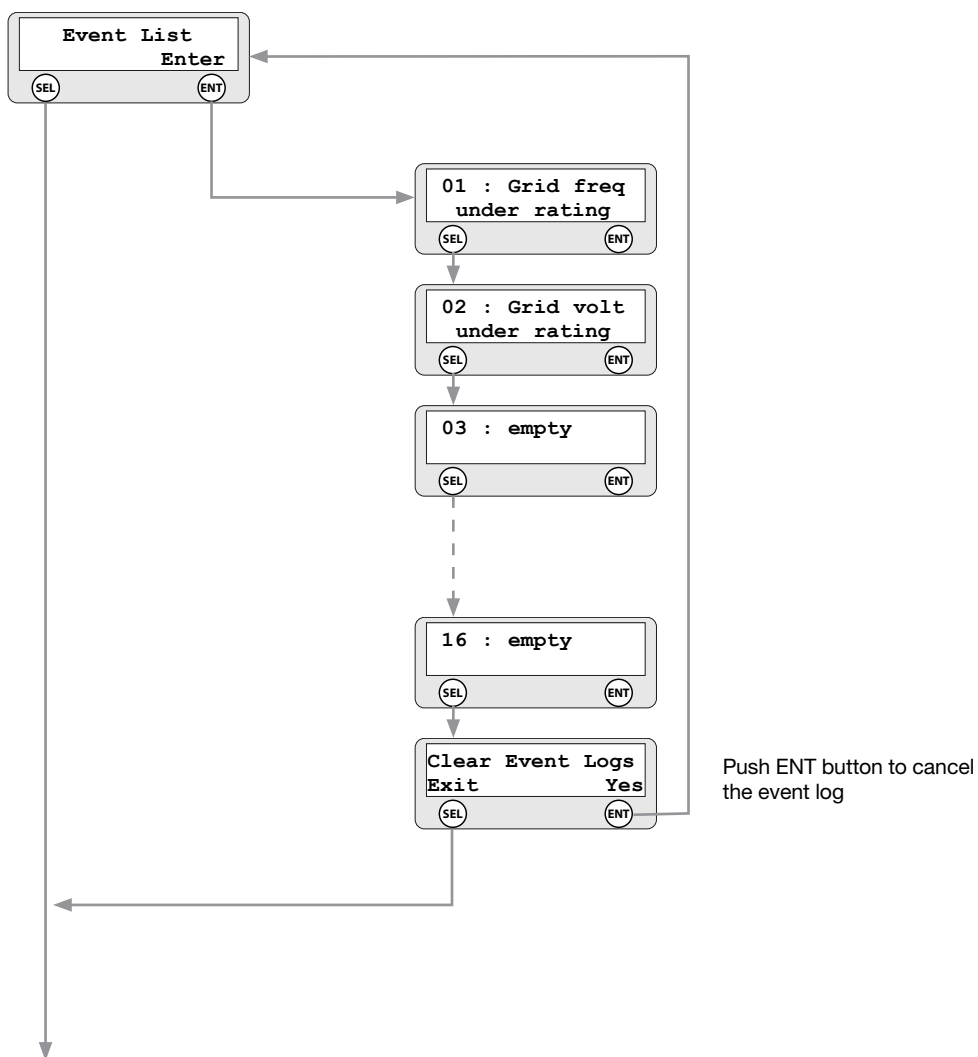 Event List
Enter
SEL ENT
01 : Grid freq
under rating
SEL ENT
02 : Grid volt
under rating
SEL ENT
03 : empty
SEL ENT
16 : empty
SEL ENT
Clear Event Logs
Exit Yes
SEL ENT
Push ENT button to cancel
the event log